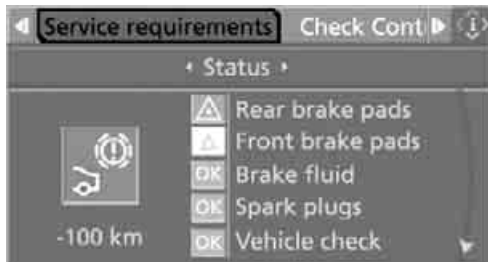 Service requirements Check Cont
Status
Rear brake pads
Front brake pads
OK Brake fluid
OK Spark plugs
-100 km OK Vehicle check